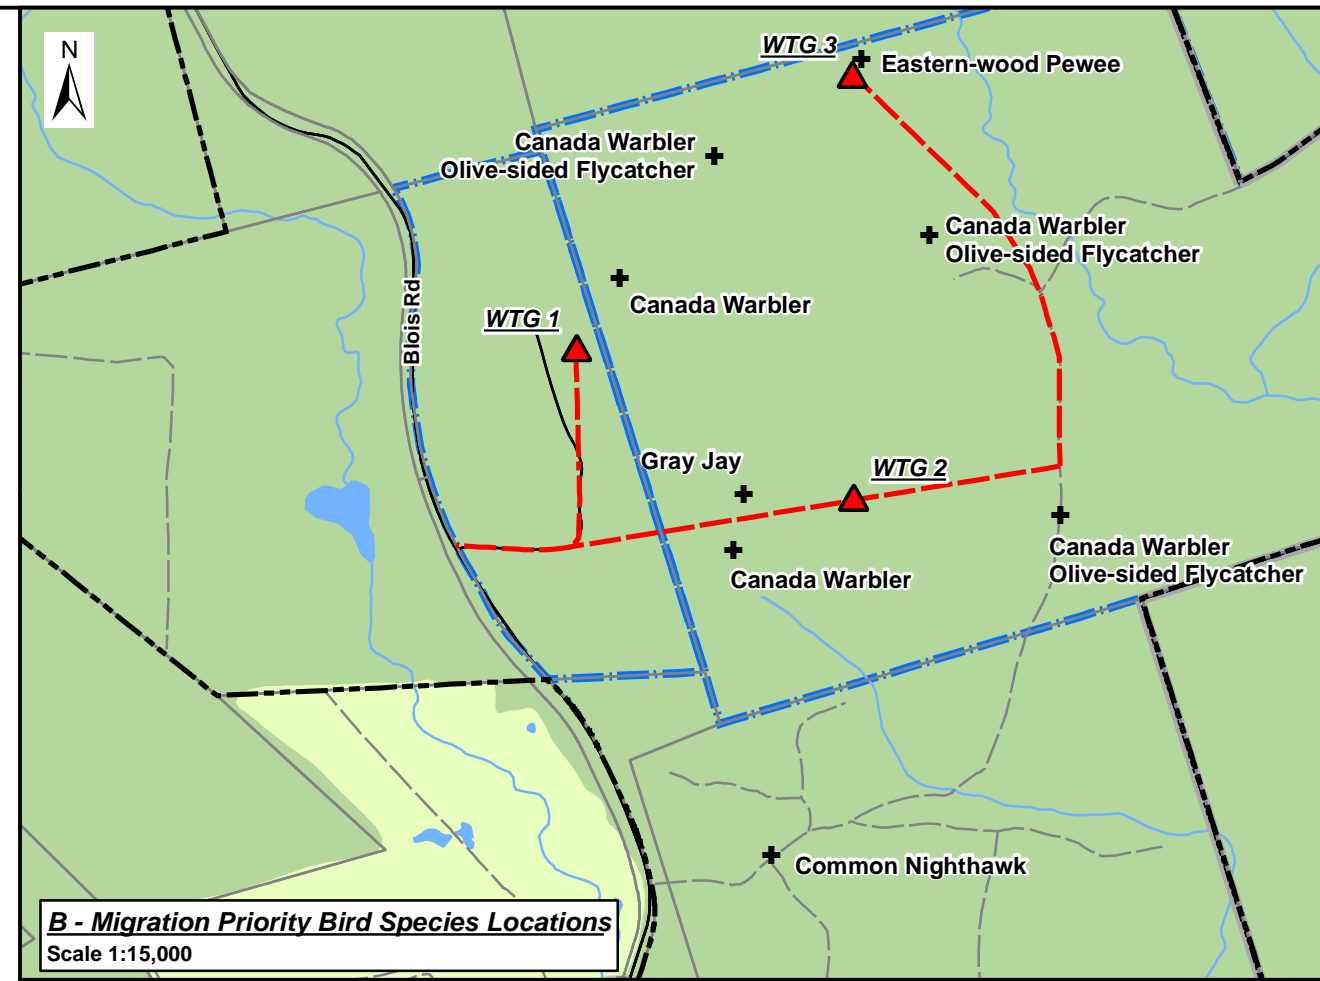 N
WTG 3
Eastern-wood Pewee
Canada Warbler
Olive-sided Flycatcher
Canada Warbler
Olive-sided Flycatcher
Canada Warbler
Blois Rd
WTG 1
Gray Jay
WTG 2
Canada Warbler
Canada Warbler
Olive-sided Flycatcher
Common Nighthawk
B - Migration Priority Bird Species Locations
Scale 1:15,000